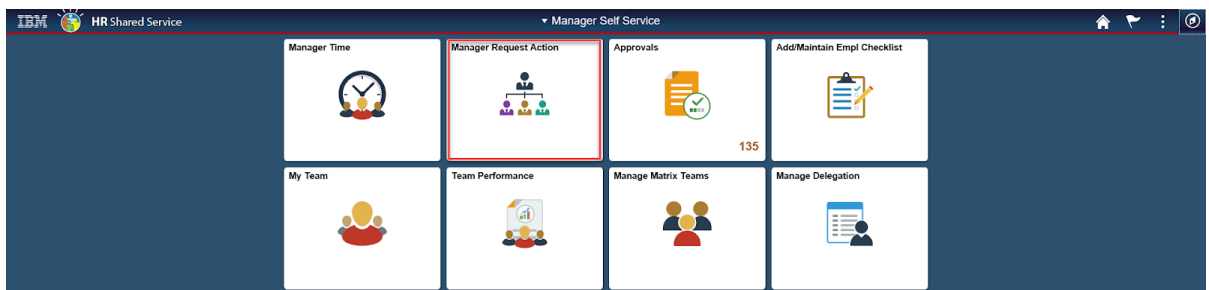 IBM HR Shared Service
Manager Self Service
Manager Time
Manager Request Action
Approvals
135
Add/Maintain Empl Checklist
My Team
Team Performance
Manage Matrix Teams
Manage Delegation